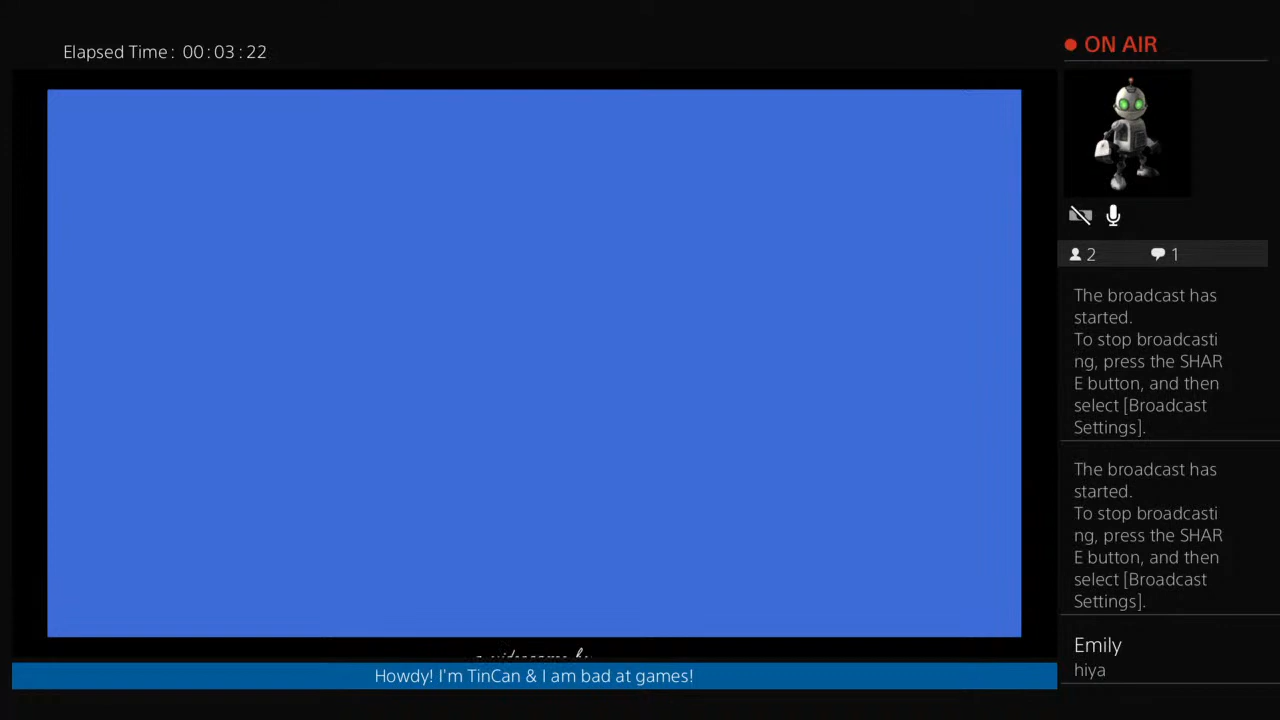 Elapsed Time: 00:03:22
ON AIR
2
1
The broadcast has
started.
To stop broadcasti
ng, press the SHAR
E button, and then
select [Broadcast
Settings].
The broadcast has
started.
To stop broadcasti
ng, press the SHAR
E button, and then
select [Broadcast
Settings].
Emily
hiya
a videogame by
Howdy! I'm TinCan & I am bad at games!